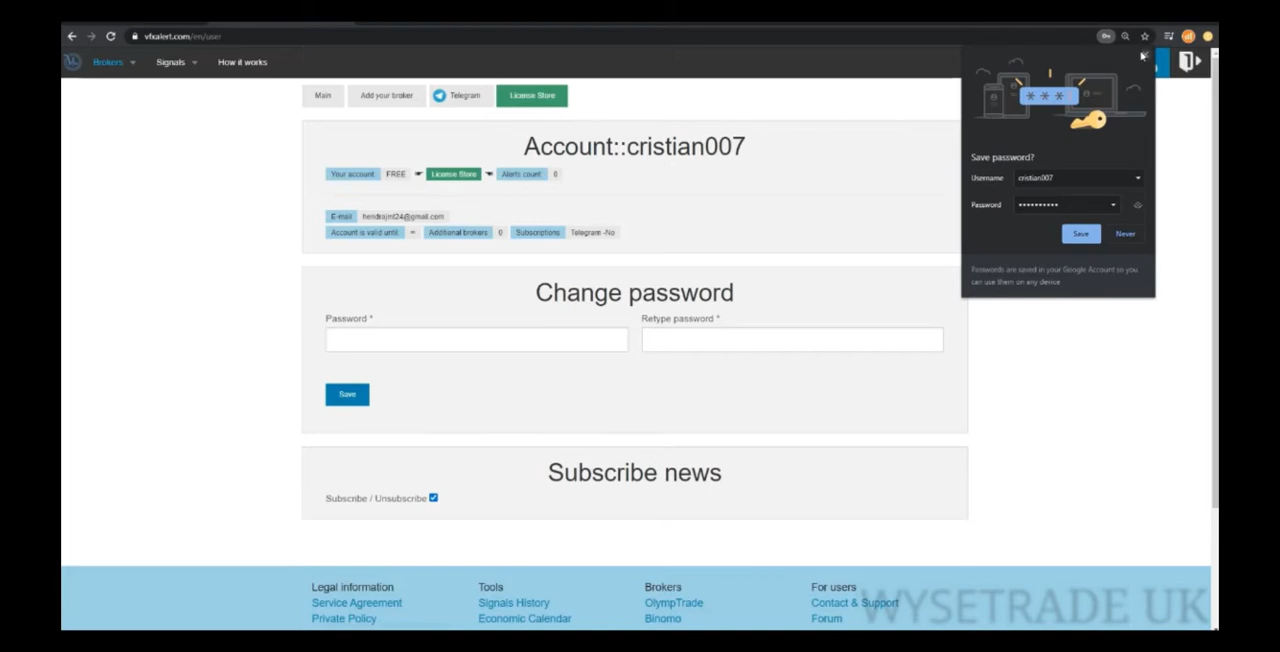 vfxalert.com/en/user
Brokers Signals How it works
Main Add your broker Telegram License Store
Account::cristian007
Your account FREE License Store Alerts count 0
E-mail hendrajmt24@gmail.com
Account is valid until Additional brokers 0 Subscriptions Telegram -No
Change password
Password * Retype password *
Save
Subscribe news
Subscribe / Unsubscribe
Save password?
Username cristian007
Password ••••••••••
Save Never
Passwords are saved in your Google Account so you
can use them on any device
Legal information Tools Brokers For users
Service Agreement Signals History OlympTrade Contact & Support
Private Policy Economic Calendar Binomo Forum
WYSETRADE UK